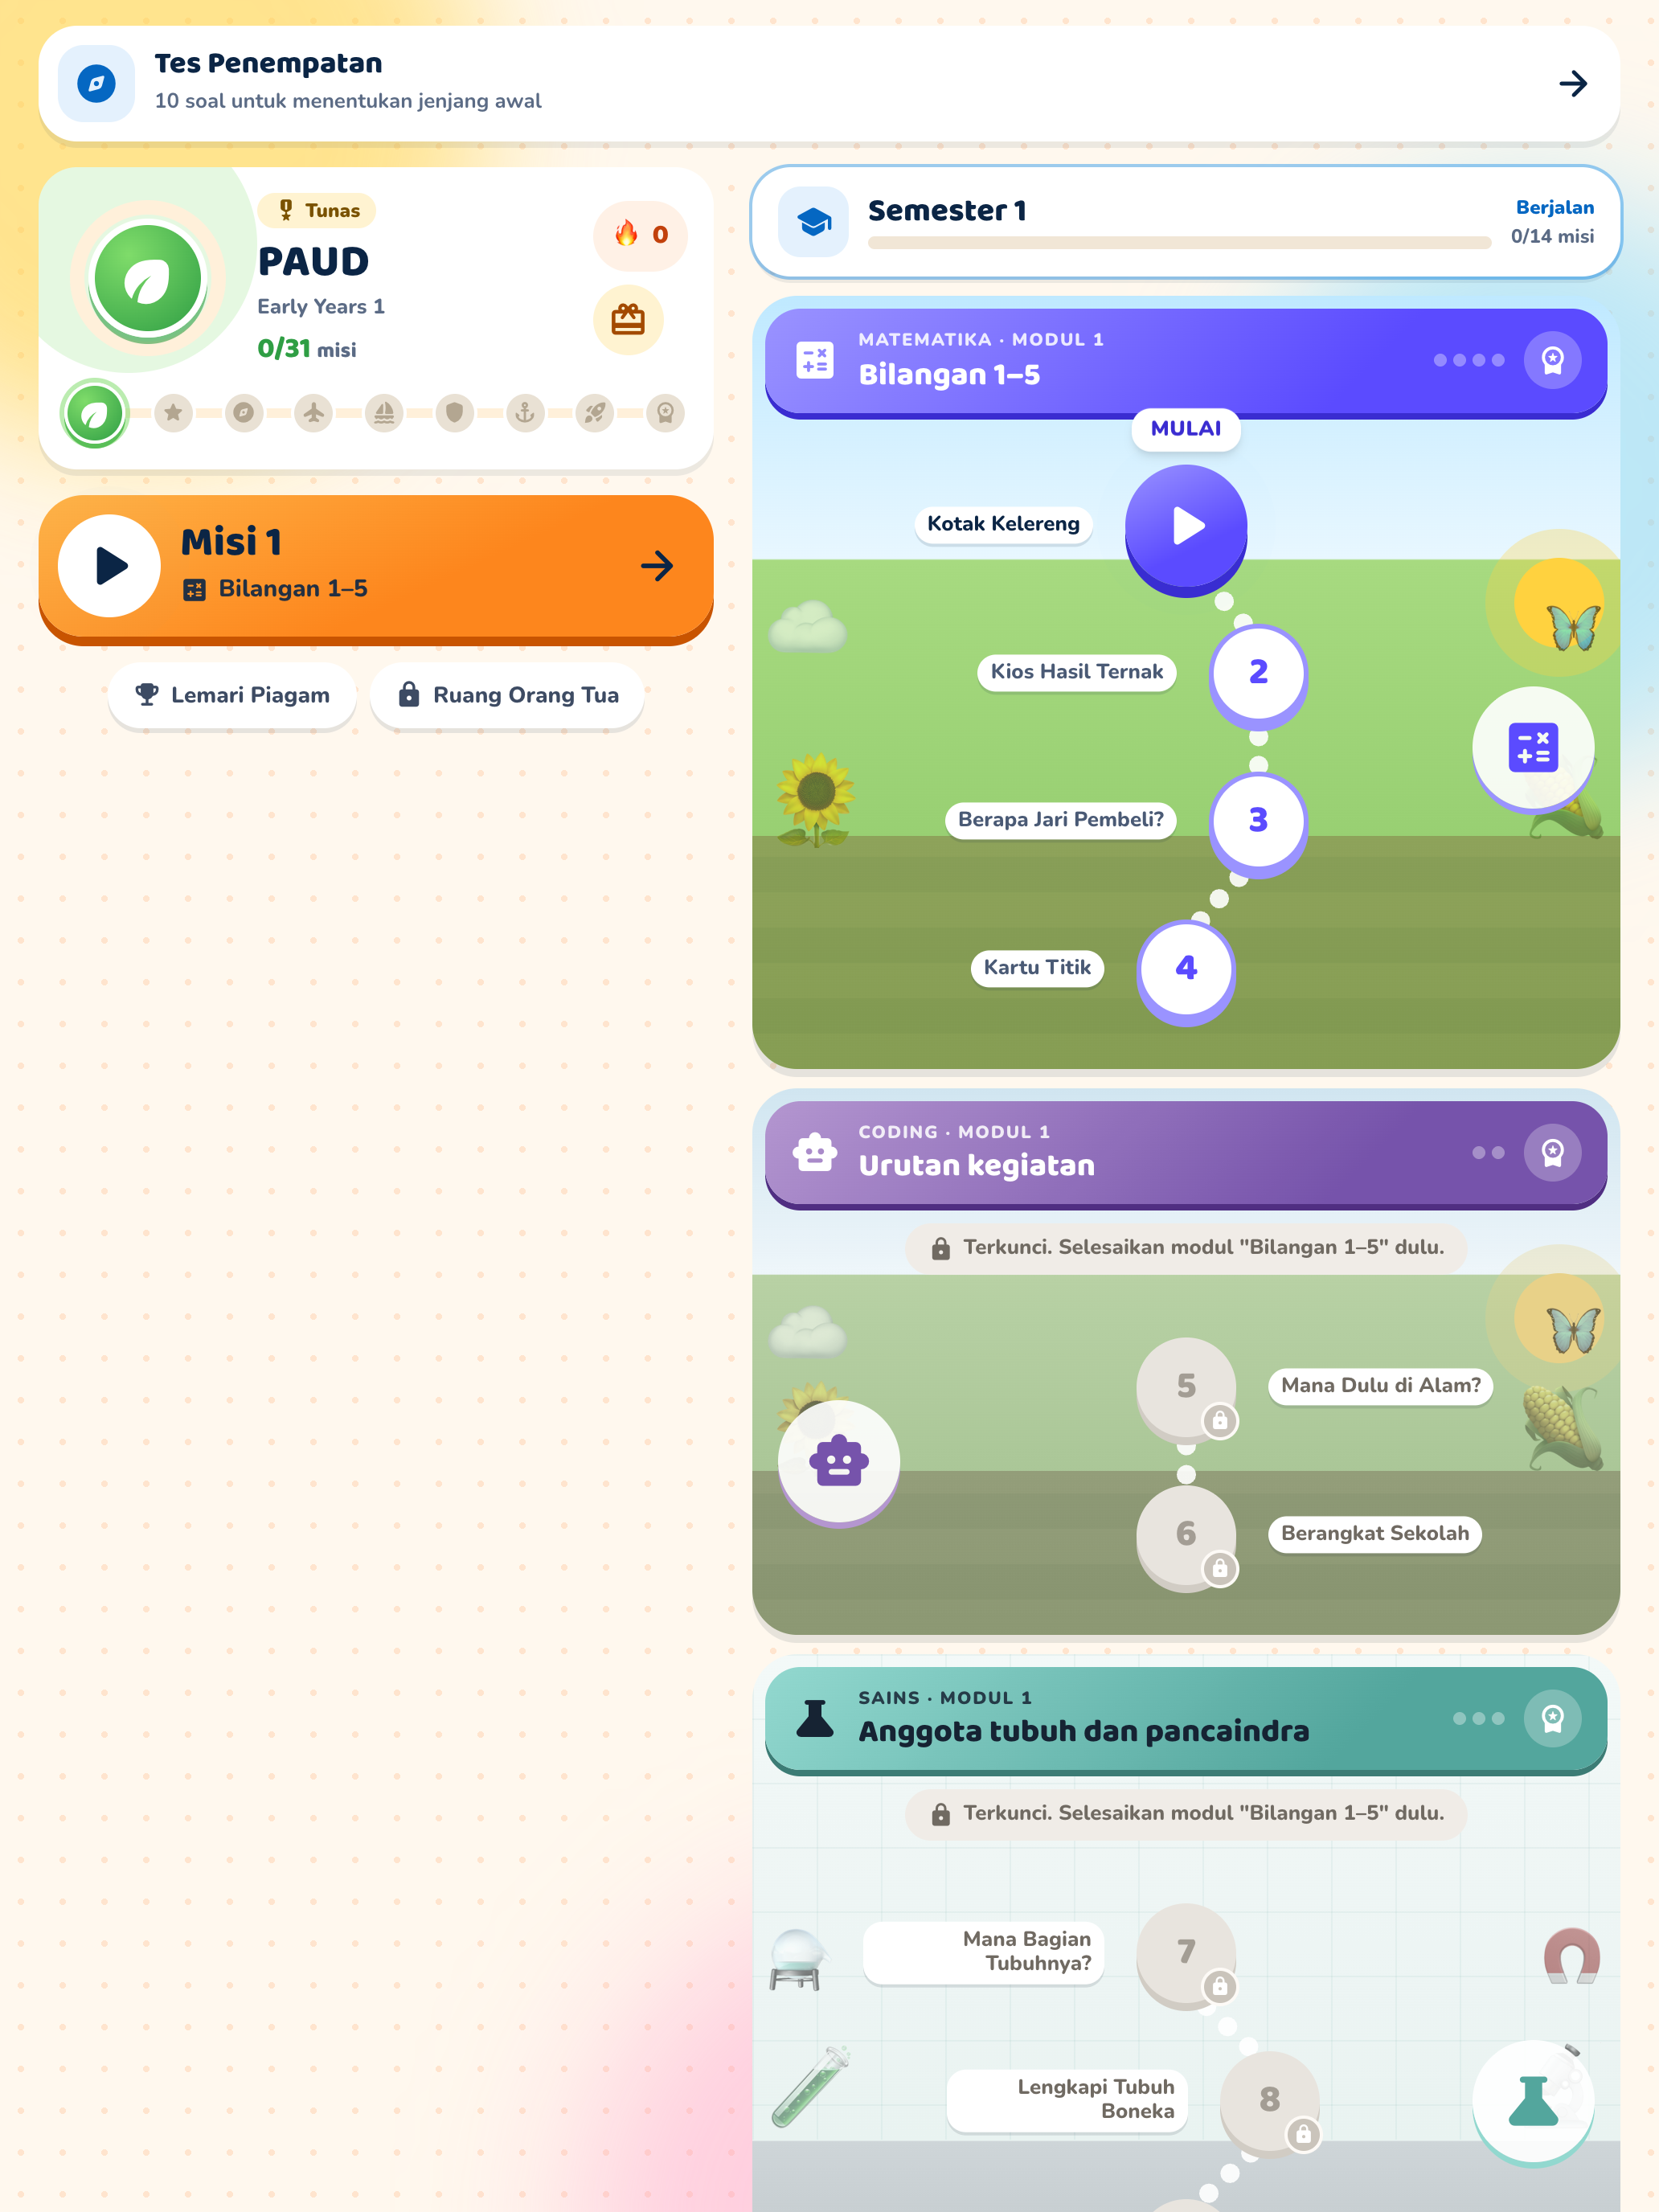 Tes Penempatan
10 soal untuk menentukan jenjang awal
Tunas
PAUD
Early Years 1
0/31 misi
0
Misi 1
Bilangan 1–5
Lemari Piagam
Ruang Orang Tua
Semester 1
Berjalan
0/14 misi
MATEMATIKA · MODUL 1
Bilangan 1–5
MULAI
Kotak Kelereng
Kios Hasil Ternak
2
Berapa Jari Pembeli?
3
Kartu Titik
4
CODING · MODUL 1
Urutan kegiatan
Terkunci. Selesaikan modul "Bilangan 1–5" dulu.
5
Mana Dulu di Alam?
6
Berangkat Sekolah
SAINS · MODUL 1
Anggota tubuh dan pancaindra
Terkunci. Selesaikan modul "Bilangan 1–5" dulu.
Mana Bagian
Tubuhnya?
7
Lengkapi Tubuh
Boneka
8